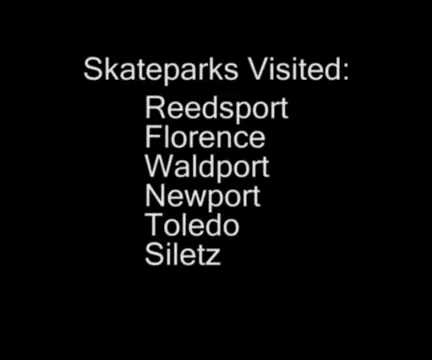 Skateparks Visited:
Reedsport
Florence
Waldport
Newport
Toledo
Siletz